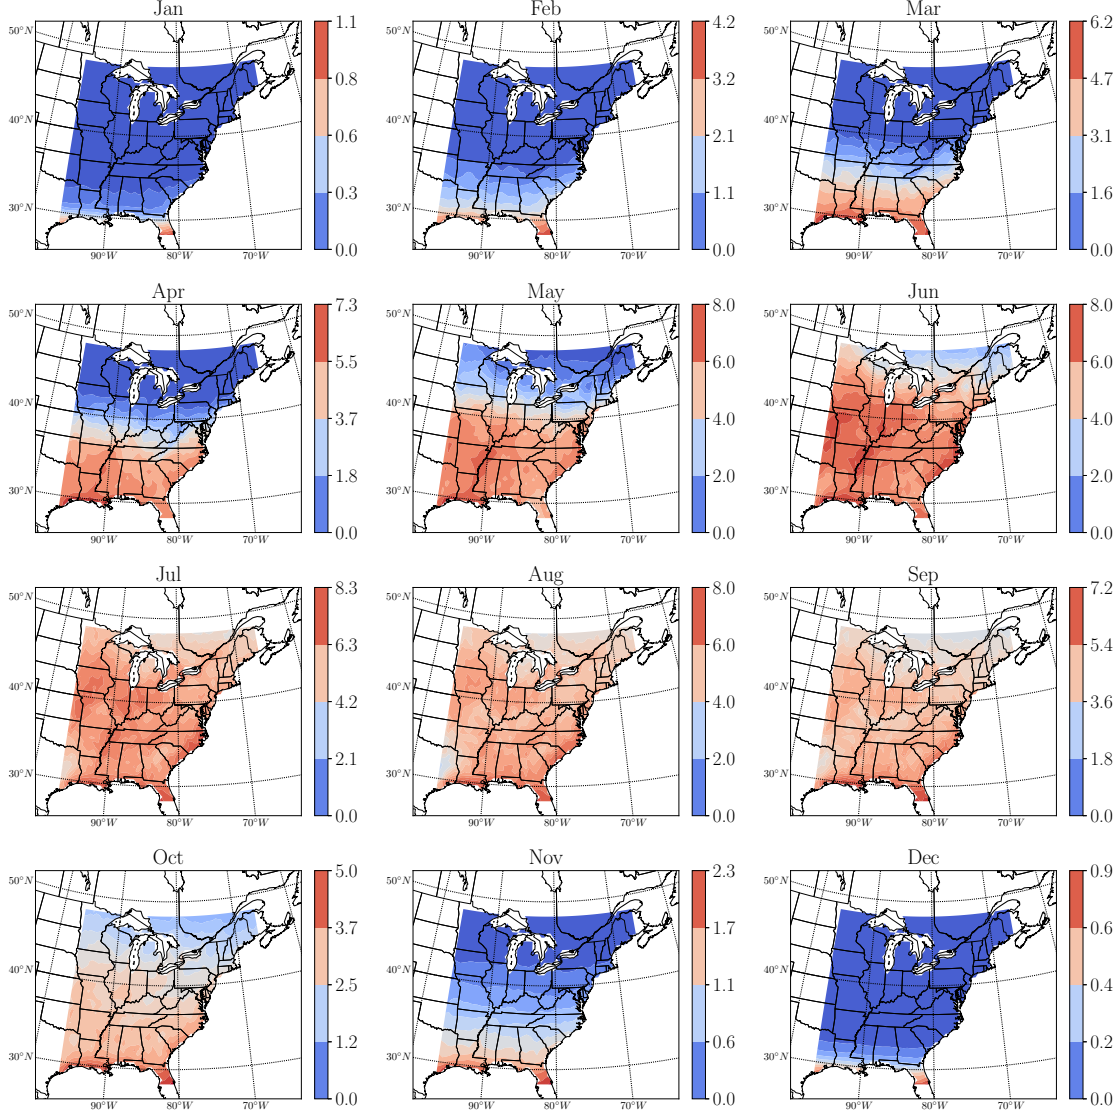 Jan Feb Mar
50°N 1.1 50°N 4.2 50°N 6.2
0.8 3.2 4.7
40°N 0.6 40°N 2.1 40°N 3.1
0.3 1.1 1.6
30°N 30°N 30°N
0.0 0.0 0.0
90°W 80°W 70°W 90°W 80°W 70°W 90°W 80°W 70°W
Apr May Jun
50°N 7.3 50°N 8.0 50°N 8.0
5.5 6.0 6.0
40°N 3.7 40°N 4.0 40°N 4.0
1.8 2.0 2.0
30°N 30°N 30°N
0.0 0.0 0.0
90°W 80°W 70°W 90°W 80°W 70°W 90°W 80°W 70°W
Jul Aug Sep
50°N 8.3 50°N 8.0 50°N 7.2
6.3 6.0 5.4
40°N 4.2 40°N 4.0 40°N 3.6
2.1 2.0 1.8
30°N 30°N 30°N
0.0 0.0 0.0
90°W 80°W 70°W 90°W 80°W 70°W 90°W 80°W 70°W
Oct Nov Dec
50°N 5.0 50°N 2.3 50°N 0.9
3.7 1.7 0.6
40°N 2.5 40°N 1.1 40°N 0.4
1.2 0.6 0.2
30°N 30°N 30°N
0.0 0.0 0.0
90°W 80°W 70°W 90°W 80°W 70°W 90°W 80°W 70°W